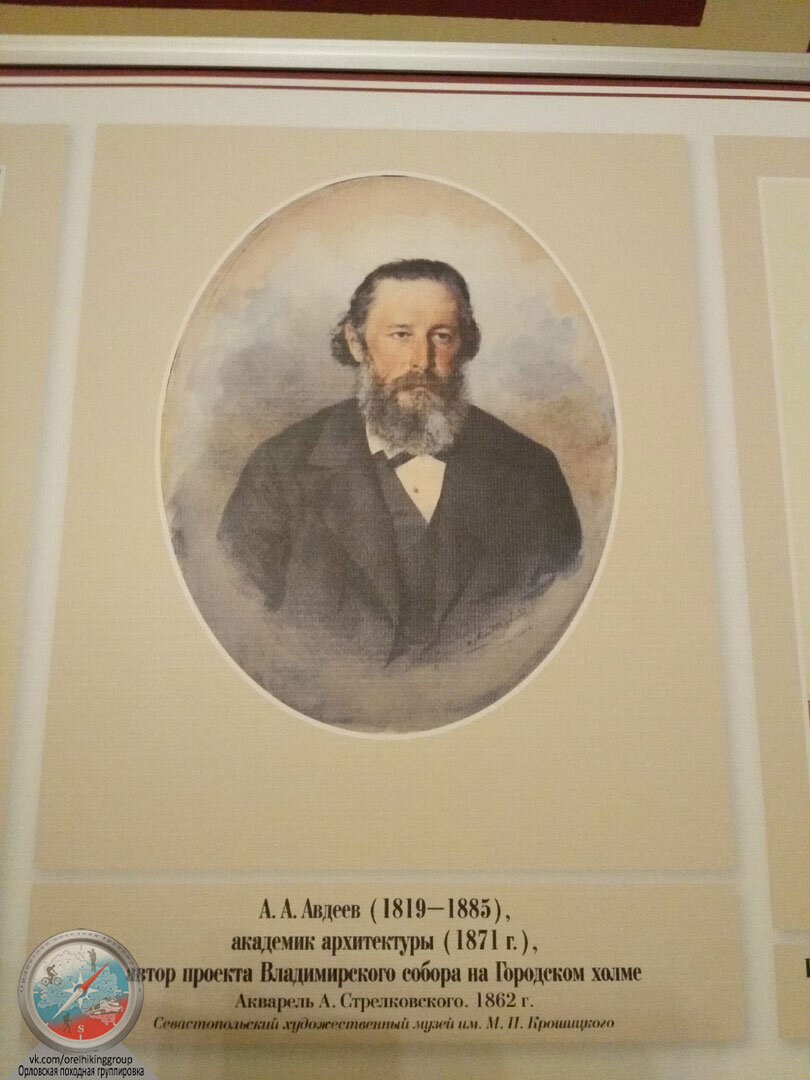 А. А. Авдеев (1819—1885),
академик архитектуры (1871 г.),
автор проекта Владимирского собора на Городском холме
Акварель А. Стрелковского. 1862 г.
Севастопольский художественный музей им. М. П. Крошицкого
S
vk.com/orelhikinggroup
Орловская походная группировка